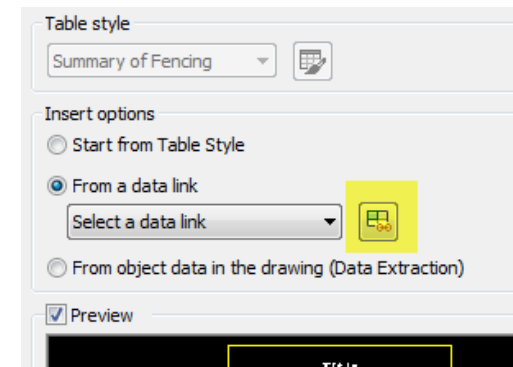 Table style
Summary of Fencing
Insert options
Start from Table Style
From a data link
Select a data link
From object data in the drawing (Data Extraction)
Preview